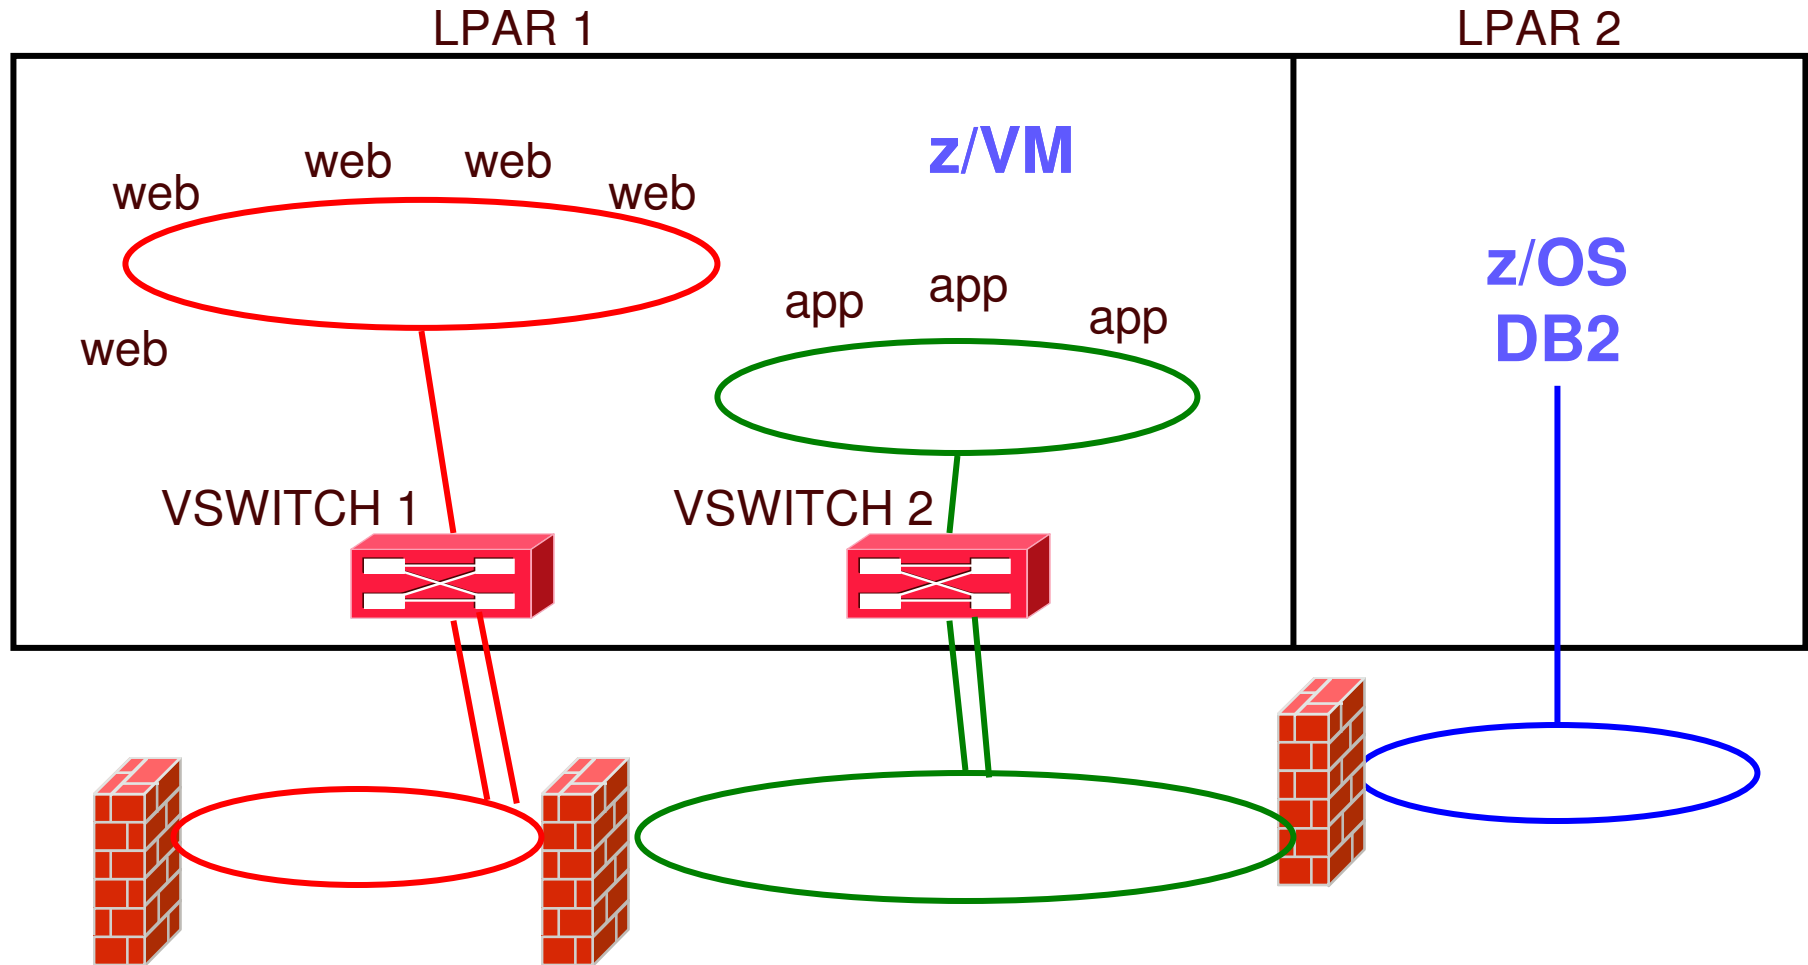 LPAR 1
LPAR 2
z/VM
web
web
web
web
web
app
app
app
z/OS
DB2
VSWITCH 1
VSWITCH 2